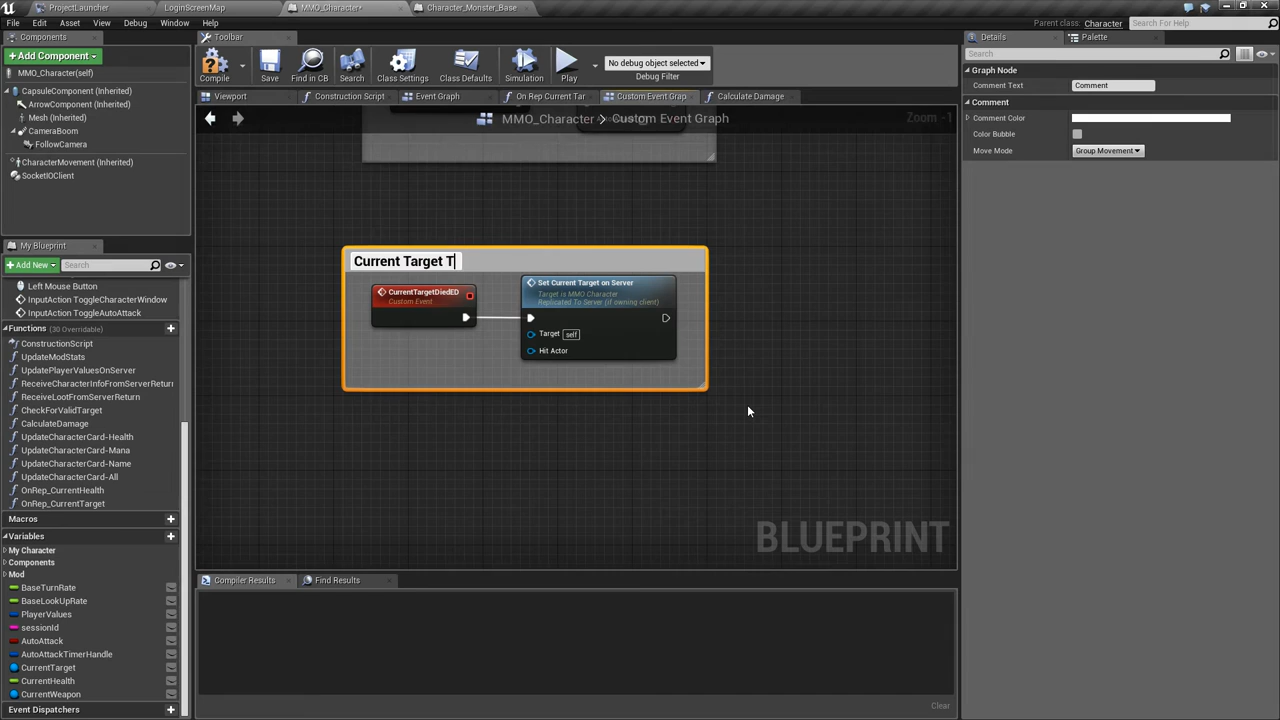 ProjectLauncher
LoginScreenMap
MMO_Character*
Character_Monster_Base
File Edit Asset View Debug Window Help
Parent class: Character
Search For Help
Components
Toolbar
Details
Palette
Add Component
Search
MMO_Character(self)
CapsuleComponent (Inherited)
ArrowComponent (Inherited)
Mesh (Inherited)
CameraBoom
FollowCamera
CharacterMovement (Inherited)
SocketIOClient
Compile
Save
Find in CB
Search
Class Settings
Class Defaults
Simulation
Play
No debug object selected
Debug Filter
Viewport
Construction Script
Event Graph
On Rep Current Tar
Custom Event Grap
Calculate Damage
MMO_Character > Custom Event Graph
Zoom -1
Graph Node
Comment Text
Comment
Comment
Comment Color
Color Bubble
Move Mode
Group Movement
My Blueprint
Add New
Search
Left Mouse Button
InputAction ToggleCharacterWindow
InputAction ToggleAutoAttack
Functions (30 Overridable)
ConstructionScript
UpdateModStats
UpdatePlayerValuesOnServer
ReceiveCharacterInfoFromServerReturn
ReceiveLootFromServerReturn
CheckForValidTarget
CalculateDamage
UpdateCharacterCard-Health
UpdateCharacterCard-Mana
UpdateCharacterCard-Name
UpdateCharacterCard-All
OnRep_CurrentHealth
OnRep_CurrentTarget
Macros
Variables
My Character
Components
Mod
BaseTurnRate
BaseLookUpRate
PlayerValues
sessionId
AutoAttack
AutoAttackTimerHandle
CurrentTarget
CurrentHealth
CurrentWeapon
Event Dispatchers
Current Target T
CurrentTargetDiedED
Custom Event
Set Current Target on Server
Target is MMO Character
Replicated To Server (if owning client)
Target self
Hit Actor
BLUEPRINT
Compiler Results
Find Results
Clear